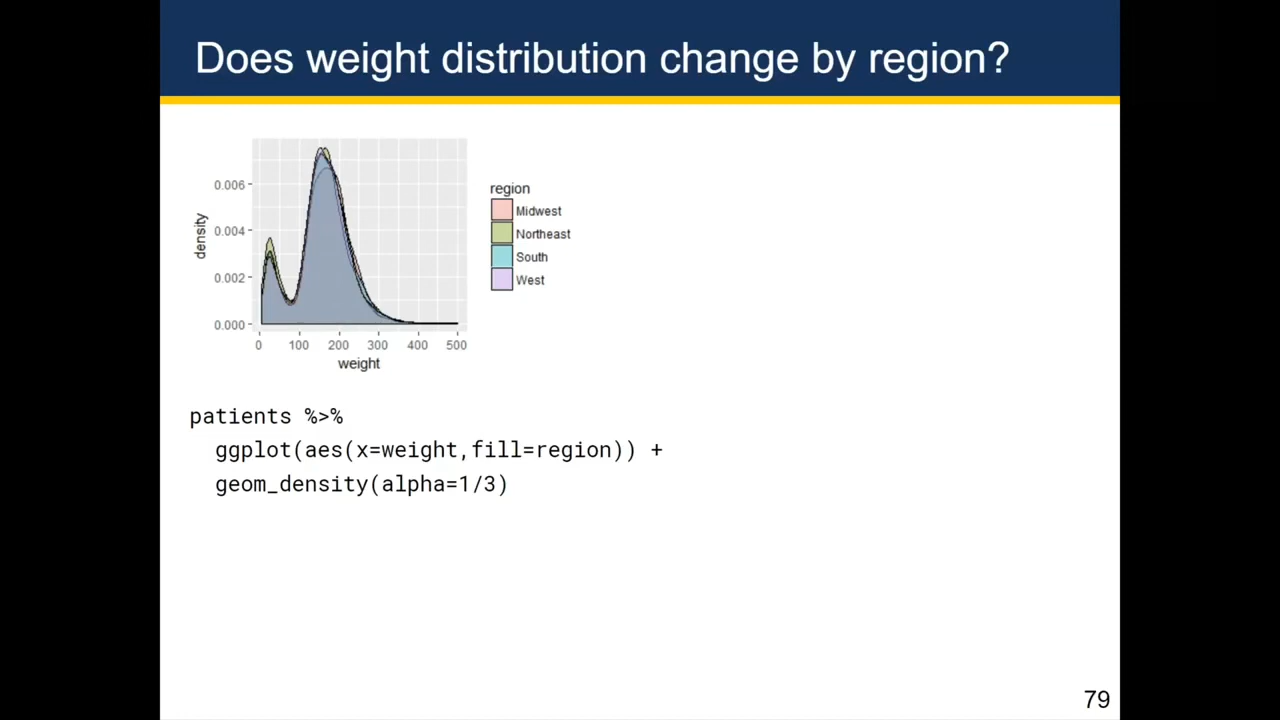 Does weight distribution change by region?
0.006
0.004
0.002
0.000
density
0 100 200 300 400 500
weight
region
Midwest
Northeast
South
West
patients %>%
ggplot(aes(x=weight,fill=region)) +
geom_density(alpha=1/3)
79